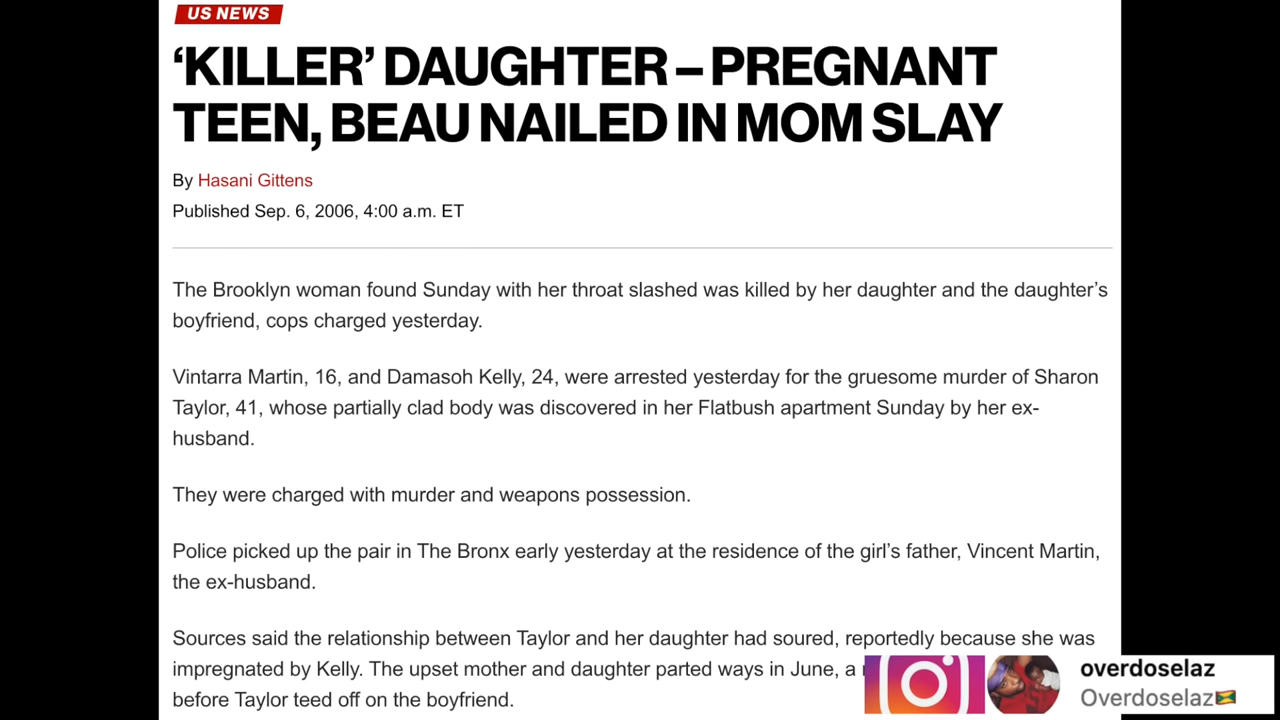 US NEWS
‘KILLER’ DAUGHTER – PREGNANT
TEEN, BEAU NAILED IN MOM SLAY
By Hasani Gittens
Published Sep. 6, 2006, 4:00 a.m. ET
The Brooklyn woman found Sunday with her throat slashed was killed by her daughter and the daughter’s
boyfriend, cops charged yesterday.
Vintarra Martin, 16, and Damasoh Kelly, 24, were arrested yesterday for the gruesome murder of Sharon
Taylor, 41, whose partially clad body was discovered in her Flatbush apartment Sunday by her ex-
husband.
They were charged with murder and weapons possession.
Police picked up the pair in The Bronx early yesterday at the residence of the girl’s father, Vincent Martin,
the ex-husband.
Sources said the relationship between Taylor and her daughter had soured, reportedly because she was
impregnated by Kelly. The upset mother and daughter parted ways in June, a
before Taylor teed off on the boyfriend.
overdoselaz
Overdoselaz🇬🇩